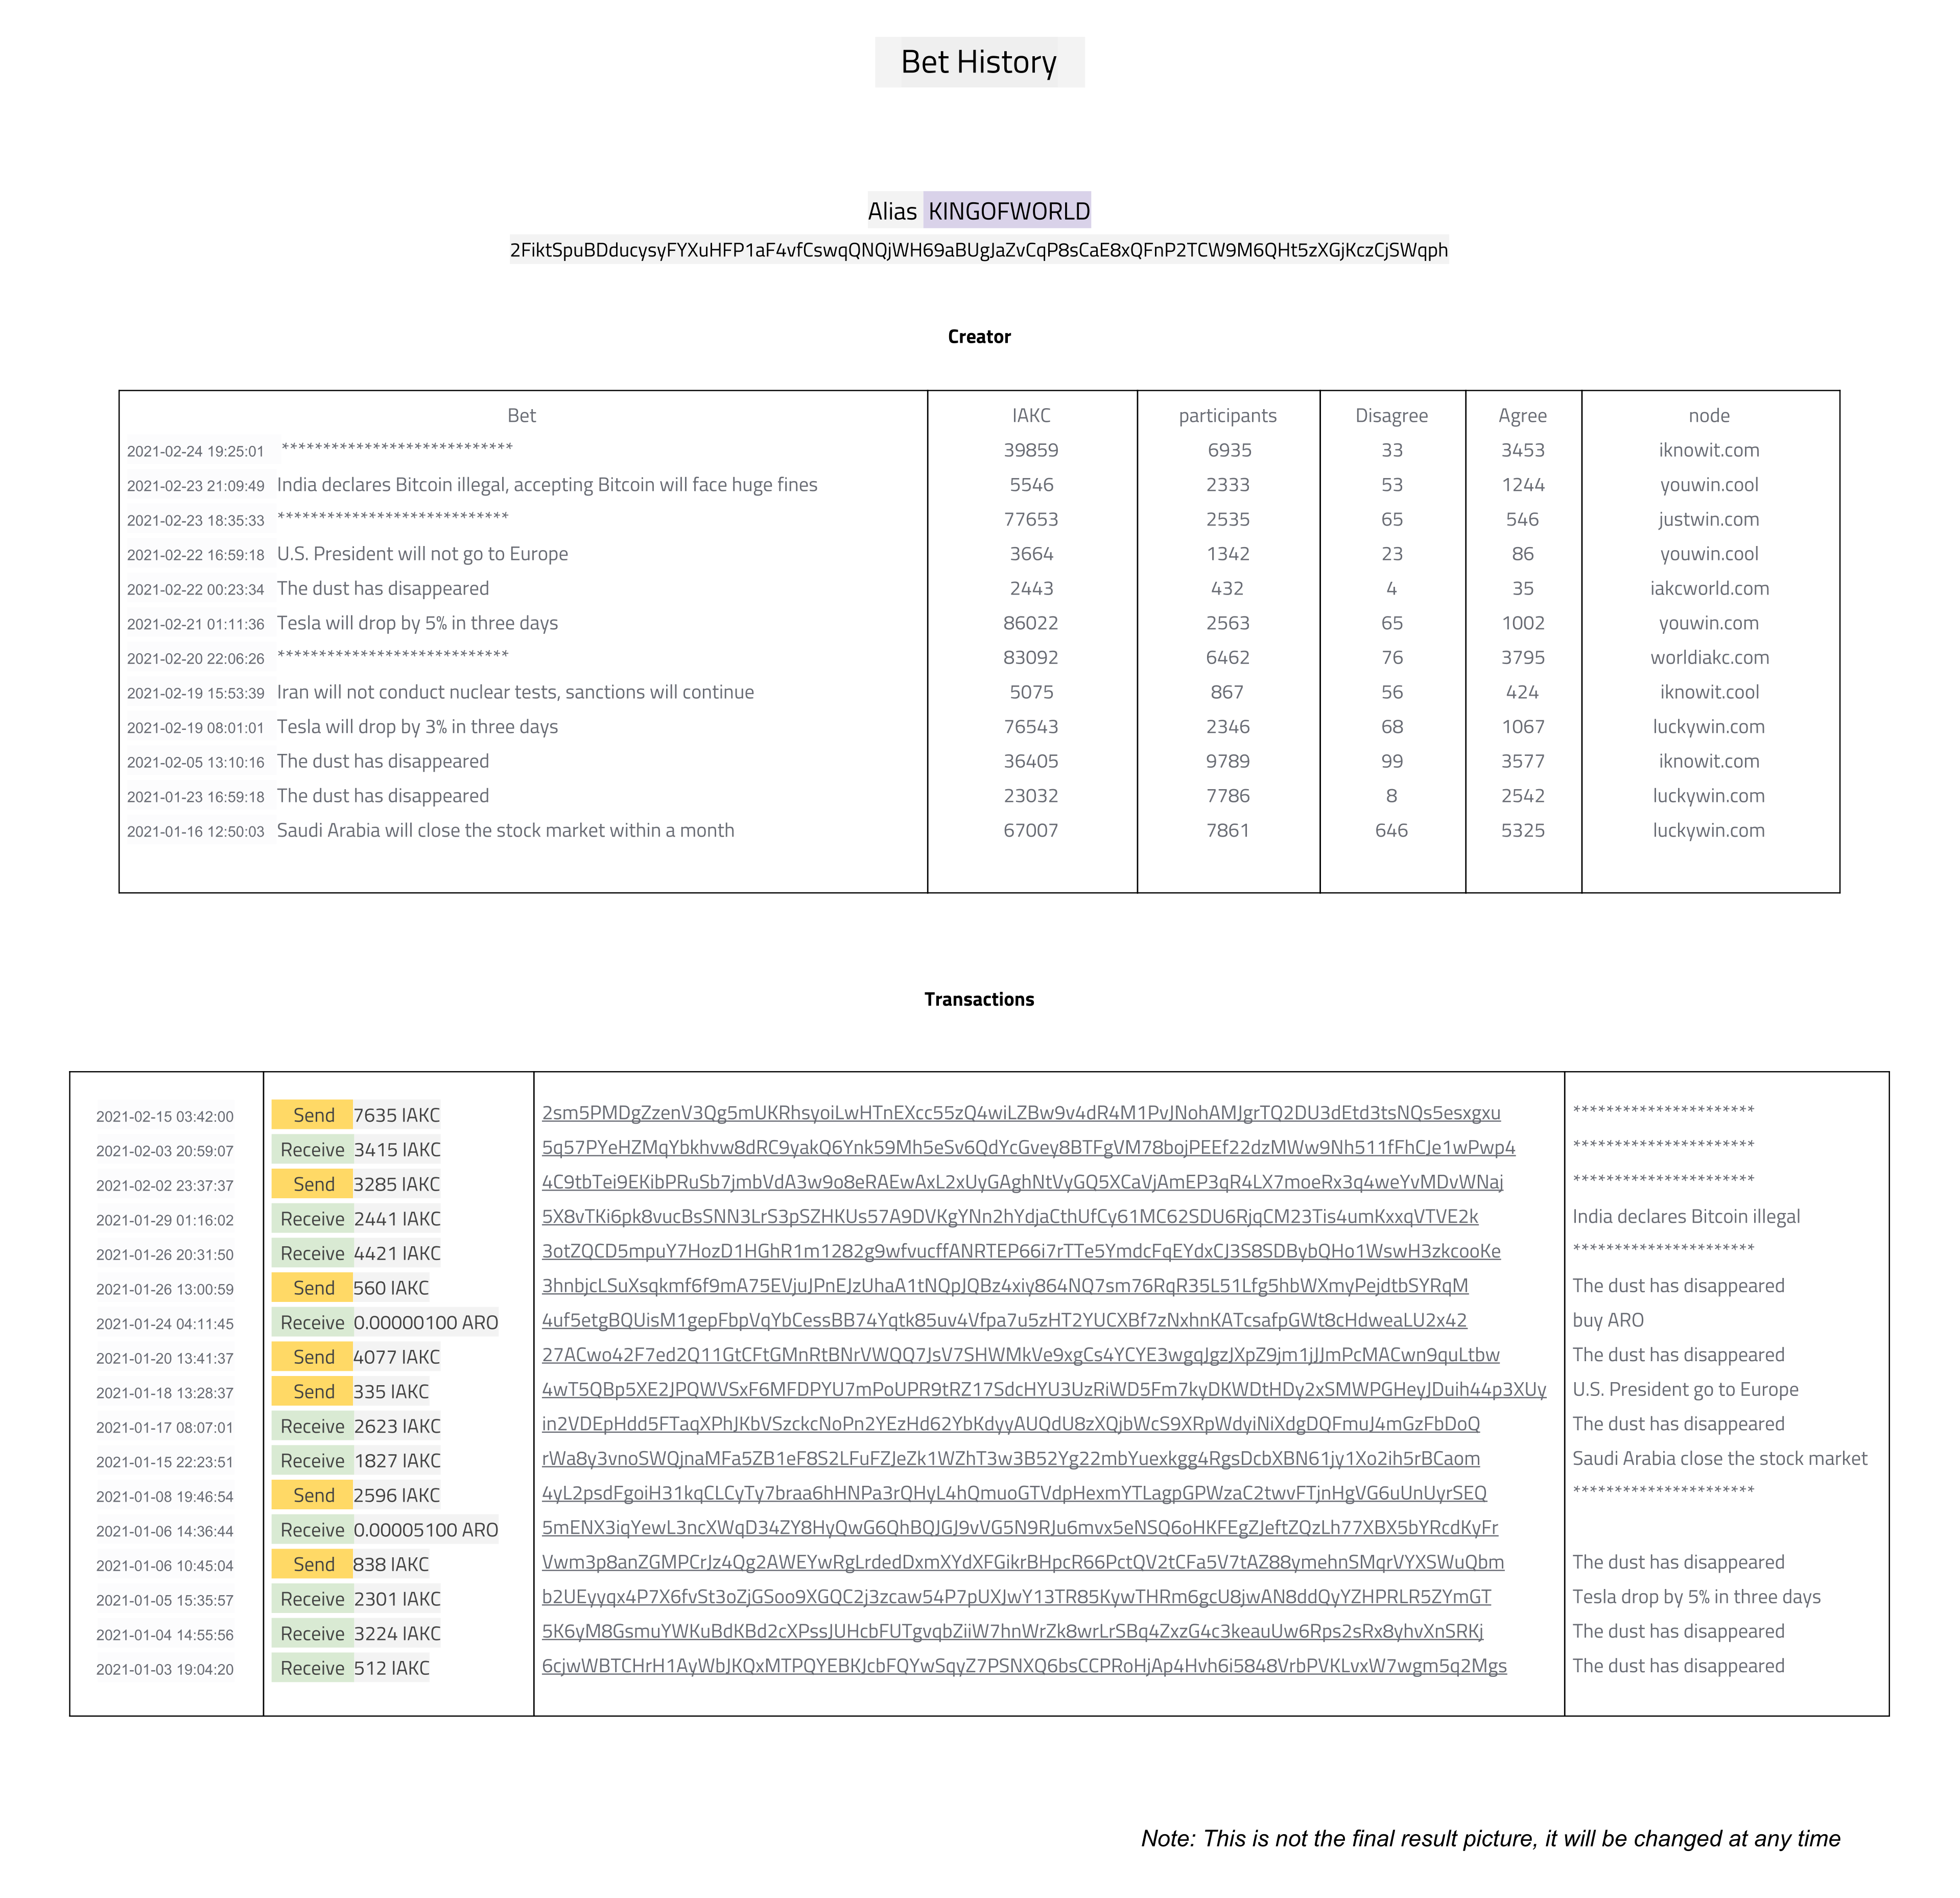 Bet History
Alias KINGOFWORLD
2FiktSpuBDducysyFYXuHFP1aF4vfCswqQNQjWH69aBUgJaZvCqP8sCaE8xQFnP2TCW9M6QHt5zXGjKczCjSWqph
Creator
Bet IAKC participants Disagree Agree node
2021-02-24 19:25:01 **************************** 39859 6935 33 3453 iknowit.com
2021-02-23 21:09:49 India declares Bitcoin illegal, accepting Bitcoin will face huge fines 5546 2333 53 1244 youwin.cool
2021-02-23 18:35:33 **************************** 77653 2535 65 546 justwin.com
2021-02-22 16:59:18 U.S. President will not go to Europe 3664 1342 23 86 youwin.cool
2021-02-22 00:23:34 The dust has disappeared 2443 432 4 35 iakcworld.com
2021-02-21 01:11:36 Tesla will drop by 5% in three days 86022 2563 65 1002 youwin.com
2021-02-20 22:06:26 **************************** 83092 6462 76 3795 worldiakc.com
2021-02-19 15:53:39 Iran will not conduct nuclear tests, sanctions will continue 5075 867 56 424 iknowit.cool
2021-02-19 08:01:01 Tesla will drop by 3% in three days 76543 2346 68 1067 luckywin.com
2021-02-05 13:10:16 The dust has disappeared 36405 9789 99 3577 iknowit.com
2021-01-23 16:59:18 The dust has disappeared 23032 7786 8 2542 luckywin.com
2021-01-16 12:50:03 Saudi Arabia will close the stock market within a month 67007 7861 646 5325 luckywin.com
Transactions
2021-02-15 03:42:00 Send 7635 IAKC 2sm5PMDgZzenV3Qg5mUKRhsyoiLwHTnEXcc55zQ4wiLZBw9v4dR4M1PvJNohAMJgrTQ2DU3dEtd3tsNQs5esxgxu **********************
2021-02-03 20:59:07 Receive 3415 IAKC 5q57PYeHZMqYbkhvw8dRC9yakQ6Ynk59Mh5eSv6QdYcGvey8BTFgVM78bojPEEf22dzMWw9Nh511fFhCJe1wPwp4 **********************
2021-02-02 23:37:37 Send 3285 IAKC 4C9tbTei9EKibPRuSb7jmbVdA3w9o8eRAEwAxL2xUyGAghNtVyGQ5XCaVjAmEP3qR4LX7moeRx3q4weYvMDvWNaj **********************
2021-01-29 01:16:02 Receive 2441 IAKC 5X8vTKi6pk8vucBsSNN3LrS3pSZHKUs57A9DVKgYNn2hYdjaCthUfCy61MC62SDU6RjqCM23Tis4umKxxqVTVE2k India declares Bitcoin illegal
2021-01-26 20:31:50 Receive 4421 IAKC 3otZQCD5mpuY7HozD1HGhR1m1282g9wfvucffANRTEP66i7rTTe5YmdcFqEYdxCJ3S8SDBybQHo1WswH3zkcooKe **********************
2021-01-26 13:00:59 Send 560 IAKC 3hnbjcLSuXsqkmf6f9mA75EVjuJPnEJzUhaA1tNQpJQBz4xiy864NQ7sm76RqR35L51Lfg5hbWXmyPejdtbSYRqM The dust has disappeared
2021-01-24 04:11:45 Receive 0.00000100 ARO 4uf5etgBQUisM1gepFbpVqYbCessBB74Yqtk85uv4Vfpa7u5zHT2YUCXBf7zNxhnKATcsafpGWt8cHdweaLU2x42 buy ARO
2021-01-20 13:41:37 Send 4077 IAKC 27ACwo42F7ed2Q11GtCFtGMnRtBNrVWQQ7JsV7SHWMkVe9xgCs4YCYE3wgqJgzJXpZ9jm1jJJmPcMACwn9quLtbw The dust has disappeared
2021-01-18 13:28:37 Send 335 IAKC 4wT5QBp5XE2JPQWVSxF6MFDPYU7mPoUPR9tRZ17SdcHYU3UzRiWD5Fm7kyDKWDtHDy2xSMWPGHeyJDuih44p3XUy U.S. President go to Europe
2021-01-17 08:07:01 Receive 2623 IAKC in2VDEpHdd5FTaqXPhJKbVSzckcNoPn2YEzHd62YbKdyyAUQdU8zXQjbWcS9XRpWdyiNiXdgDQFmuJ4mGzFbDoQ The dust has disappeared
2021-01-15 22:23:51 Receive 1827 IAKC rWa8y3vnoSWQjnaMFa5ZB1eF8S2LFuFZJeZk1WZhT3w3B52Yg22mbYuexkgg4RgsDcbXBN61jy1Xo2ih5rBCaom Saudi Arabia close the stock market
2021-01-08 19:46:54 Send 2596 IAKC 4yL2psdFgoiH31kqCLCyTy7braa6hHNPa3rQHyL4hQmuoGTVdpHexmYTLagpGPWzaC2twvFTjnHgVG6uUnUyrSEQ **********************
2021-01-06 14:36:44 Receive 0.00005100 ARO 5mENX3iqYewL3ncXWqD34ZY8HyQwG6QhBQJGJ9vVG5N9RJu6mvx5eNSQ6oHKFEgZJeftZQzLh77XBX5bYRcdKyFr
2021-01-06 10:45:04 Send 838 IAKC Vwm3p8anZGMPCrJz4Qg2AWEYwRgLrdedDxmXYdXFGikrBHpcR66PctQV2tCFa5V7tAZ88ymehnSMqrVYXSWuQbm The dust has disappeared
2021-01-05 15:35:57 Receive 2301 IAKC b2UEyyqx4P7X6fvSt3oZjGSoo9XGQC2j3zcaw54P7pUXJwY13TR85KywTHRm6gcU8jwAN8ddQyYZHPRLR5ZYmGT Tesla drop by 5% in three days
2021-01-04 14:55:56 Receive 3224 IAKC 5K6yM8GsmuYWKuBdKBd2cXPssJUHcbFUTgvqbZiiW7hnWrZk8wrLrSBq4ZxzG4c3keauUw6Rps2sRx8yhvXnSRKj The dust has disappeared
2021-01-03 19:04:20 Receive 512 IAKC 6cjwWBTCHrH1AyWbJKQxMTPQYEBKJcbFQYwSqyZ7PSNXQ6bsCCPRoHjAp4Hvh6i5848VrbPVKLvxW7wgm5q2Mgs The dust has disappeared
Note: This is not the final result picture, it will be changed at any time